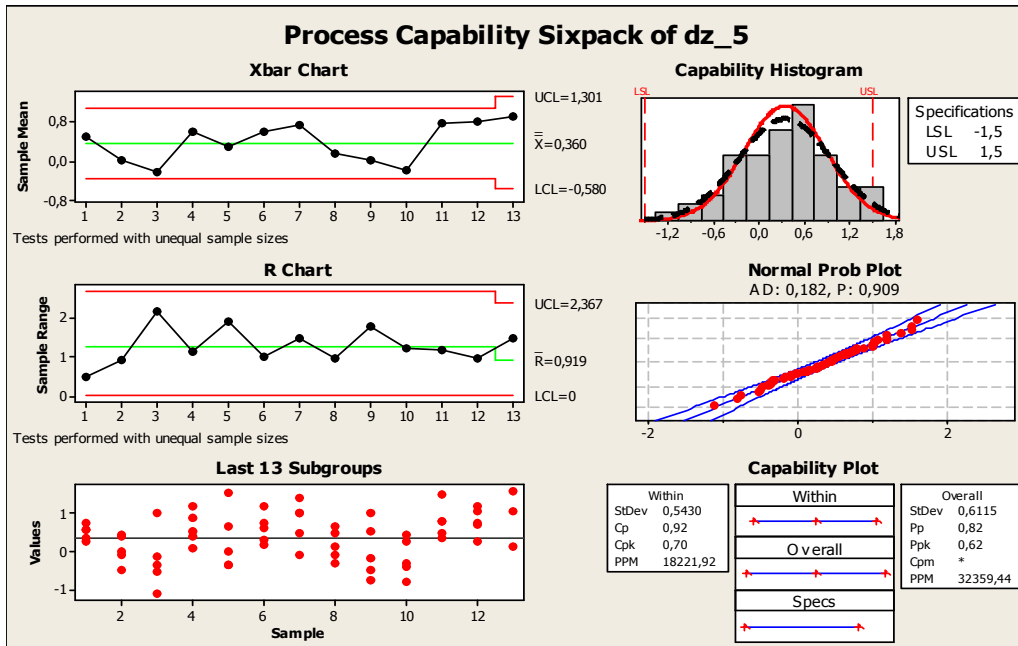 Process Capability Sixpack of dz_5
Xbar Chart
Sample Mean
0,8
0,0
-0,8
1 2 3 4 5 6 7 8 9 10 11 12 13
UCL=1,301
X=0,360
LCL=-0,580
Tests performed with unequal sample sizes
Capability Histogram
LSL USL
-1,2 -0,6 0,0 0,6 1,2 1,8
Specifications
LSL -1,5
USL 1,5
R Chart
Sample Range
2
1
0
1 2 3 4 5 6 7 8 9 10 11 12 13
UCL=2,367
R=0,919
LCL=0
Tests performed with unequal sample sizes
Normal Prob Plot
AD: 0,182, P: 0,909
-2 0 2
Last 13 Subgroups
Values
1
0
-1
2 4 6 8 10 12
Sample
Capability Plot
Within
StDev 0,5430
Cp 0,92
Cpk 0,70
PPM 18221,92
Within
Overall
Specs
Overall
StDev 0,6115
Pp 0,82
Ppk 0,62
Cpm *
PPM 32359,44